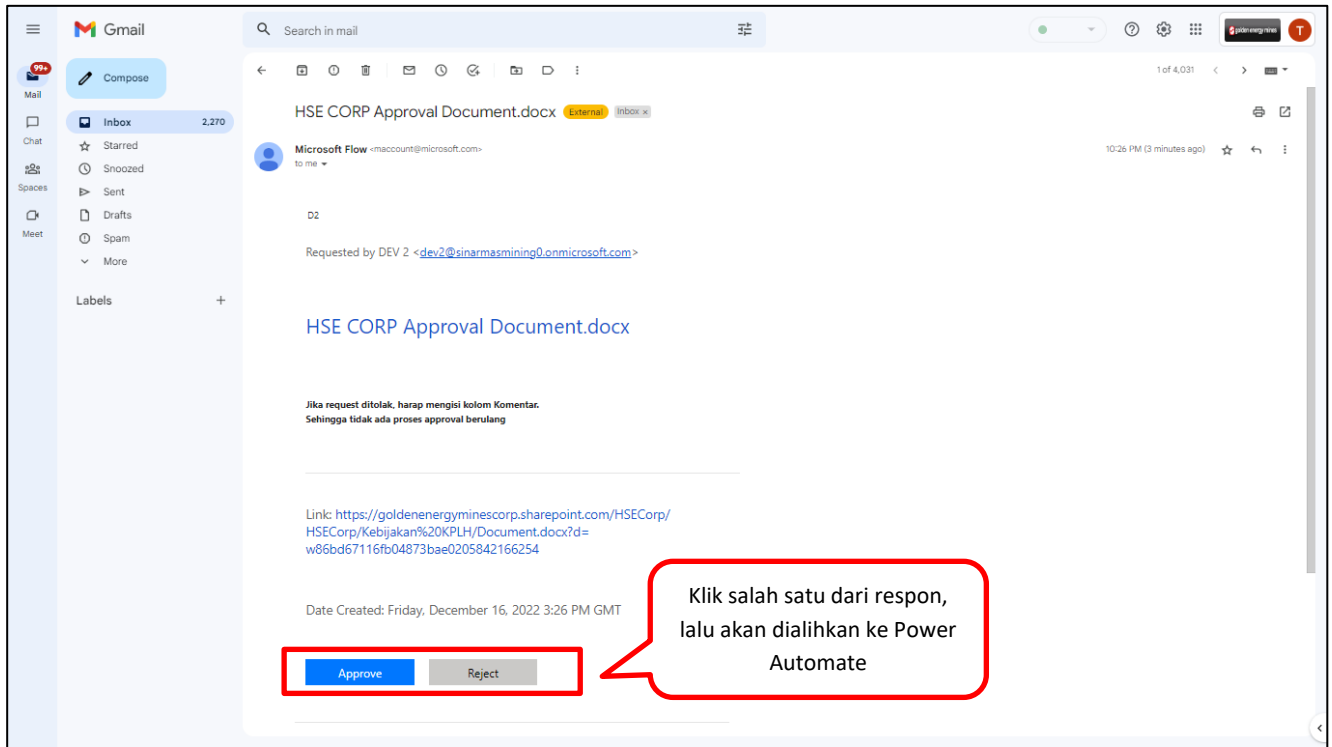 Gmail
Search in mail
golden energy mines
T
99+
Mail
Compose
1 of 4,031
Inbox 2,270
Chat
Starred
Snoozed
Spaces
Sent
Drafts
Meet
Spam
More
Labels
HSE CORP Approval Document.docx External Inbox x
Microsoft Flow <maccount@microsoft.com>
to me
10:26 PM (3 minutes ago)
D2
Requested by DEV 2 <dev2@sinarmasmining0.onmicrosoft.com>
HSE CORP Approval Document.docx
Jika request ditolak, harap mengisi kolom Komentar.
Sehingga tidak ada proses approval berulang
Link: https://goldenenergyminescorp.sharepoint.com/HSECorp/
HSECorp/Kebijakan%20KPLH/Document.docx?d=
w86bd67116fb04873bae0205842166254
Date Created: Friday, December 16, 2022 3:26 PM GMT
Approve Reject
Klik salah satu dari respon,
lalu akan dialihkan ke Power
Automate